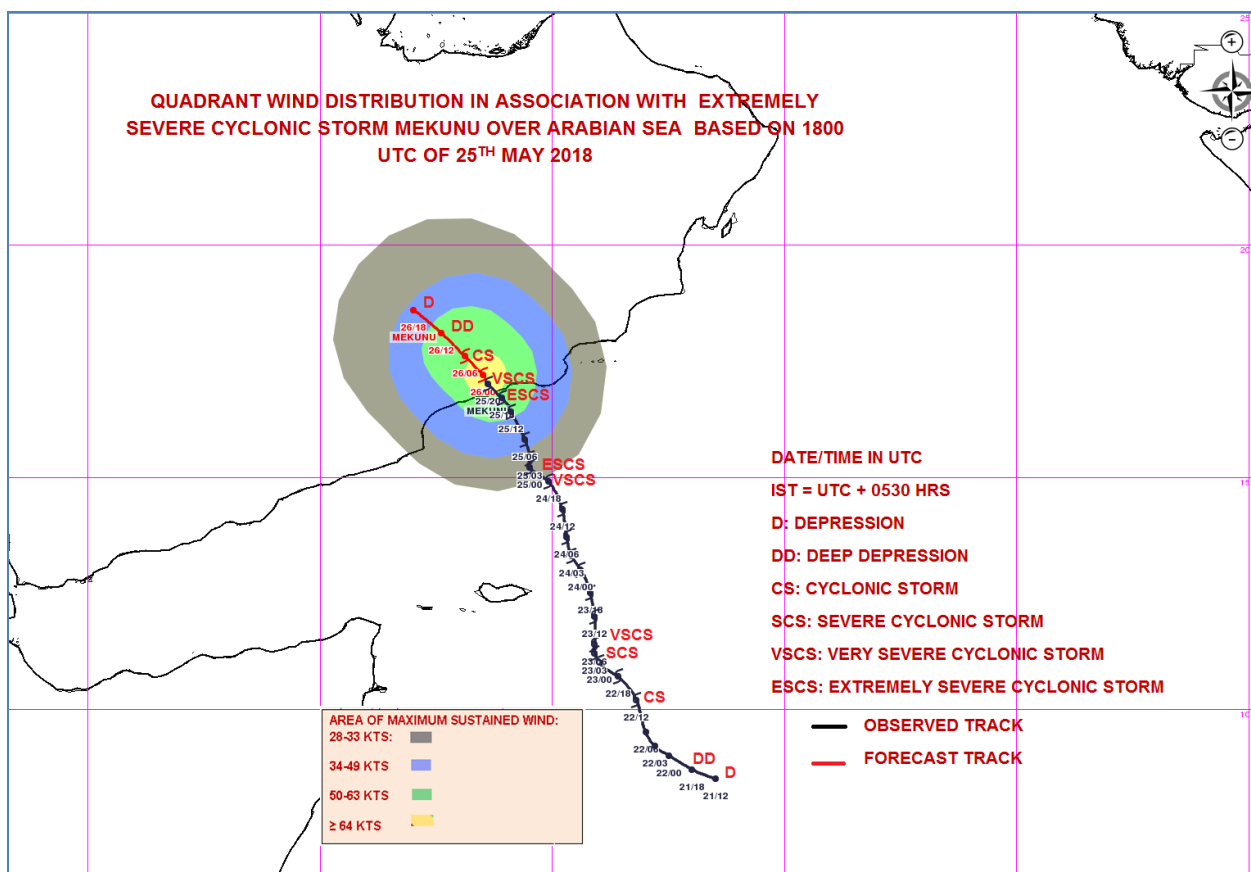 25
QUADRANT WIND DISTRIBUTION IN ASSOCIATION WITH EXTREMELY
SEVERE CYCLONIC STORM MEKUNU OVER ARABIAN SEA BASED ON 1800
UTC OF 25TH MAY 2018
20
D
26/18
MEKUNU
DD
26/12
CS
26/06
VSCS
26/00
ESCS
25/20
25/12
25/06
ESCS
25/03
25/00
VSCS
15
24/18
24/12
24/06
24/03
24/00
23/18
23/12
VSCS
SCS
23/06
23/03
23/00
22/18
CS
22/12
10
22/06
22/03
22/00
DD
21/18
D
21/12
DATE/TIME IN UTC
IST = UTC + 0530 HRS
D: DEPRESSION
DD: DEEP DEPRESSION
CS: CYCLONIC STORM
SCS: SEVERE CYCLONIC STORM
VSCS: VERY SEVERE CYCLONIC STORM
ESCS: EXTREMELY SEVERE CYCLONIC STORM
OBSERVED TRACK
FORECAST TRACK
AREA OF MAXIMUM SUSTAINED WIND:
28-33 KTS:
34-49 KTS
50-63 KTS
≥ 64 KTS